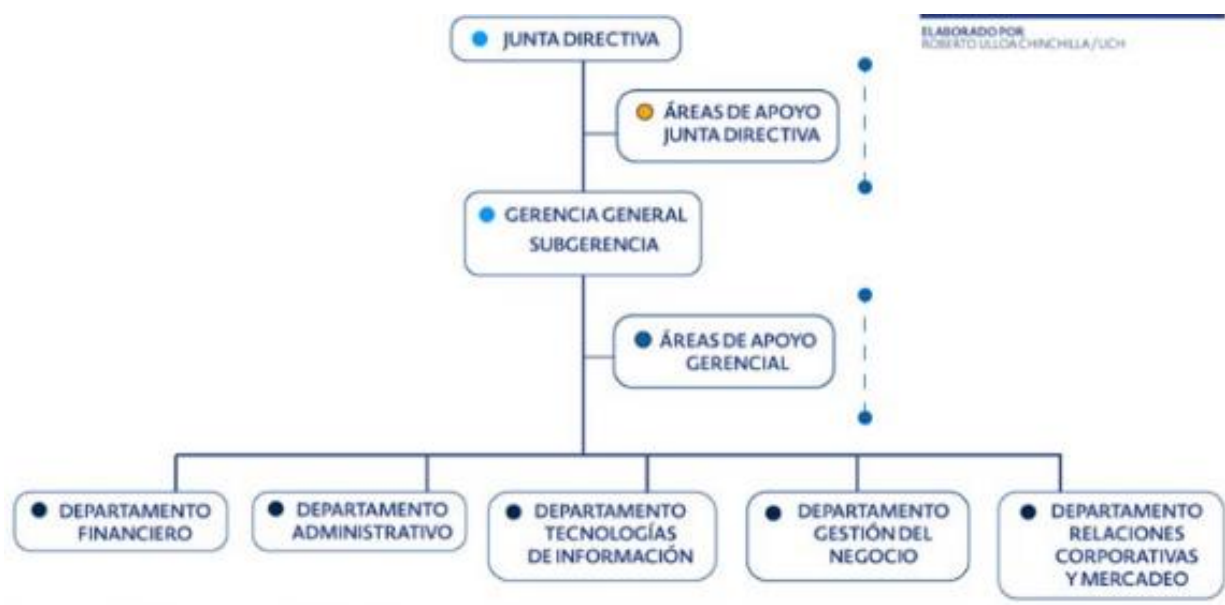 JUNTA DIRECTIVA
ELABORADO POR
ROBERTO ULLOA CHINCHILLA / UCH
ÁREAS DE APOYO
JUNTA DIRECTIVA
GERENCIA GENERAL
SUBGERENCIA
ÁREAS DE APOYO
GERENCIAL
DEPARTAMENTO
FINANCIERO
DEPARTAMENTO
ADMINISTRATIVO
DEPARTAMENTO
TECNOLOGÍAS
DE INFORMACIÓN
DEPARTAMENTO
GESTIÓN DEL
NEGOCIO
DEPARTAMENTO
RELACIONES
CORPORATIVAS
Y MERCADEO